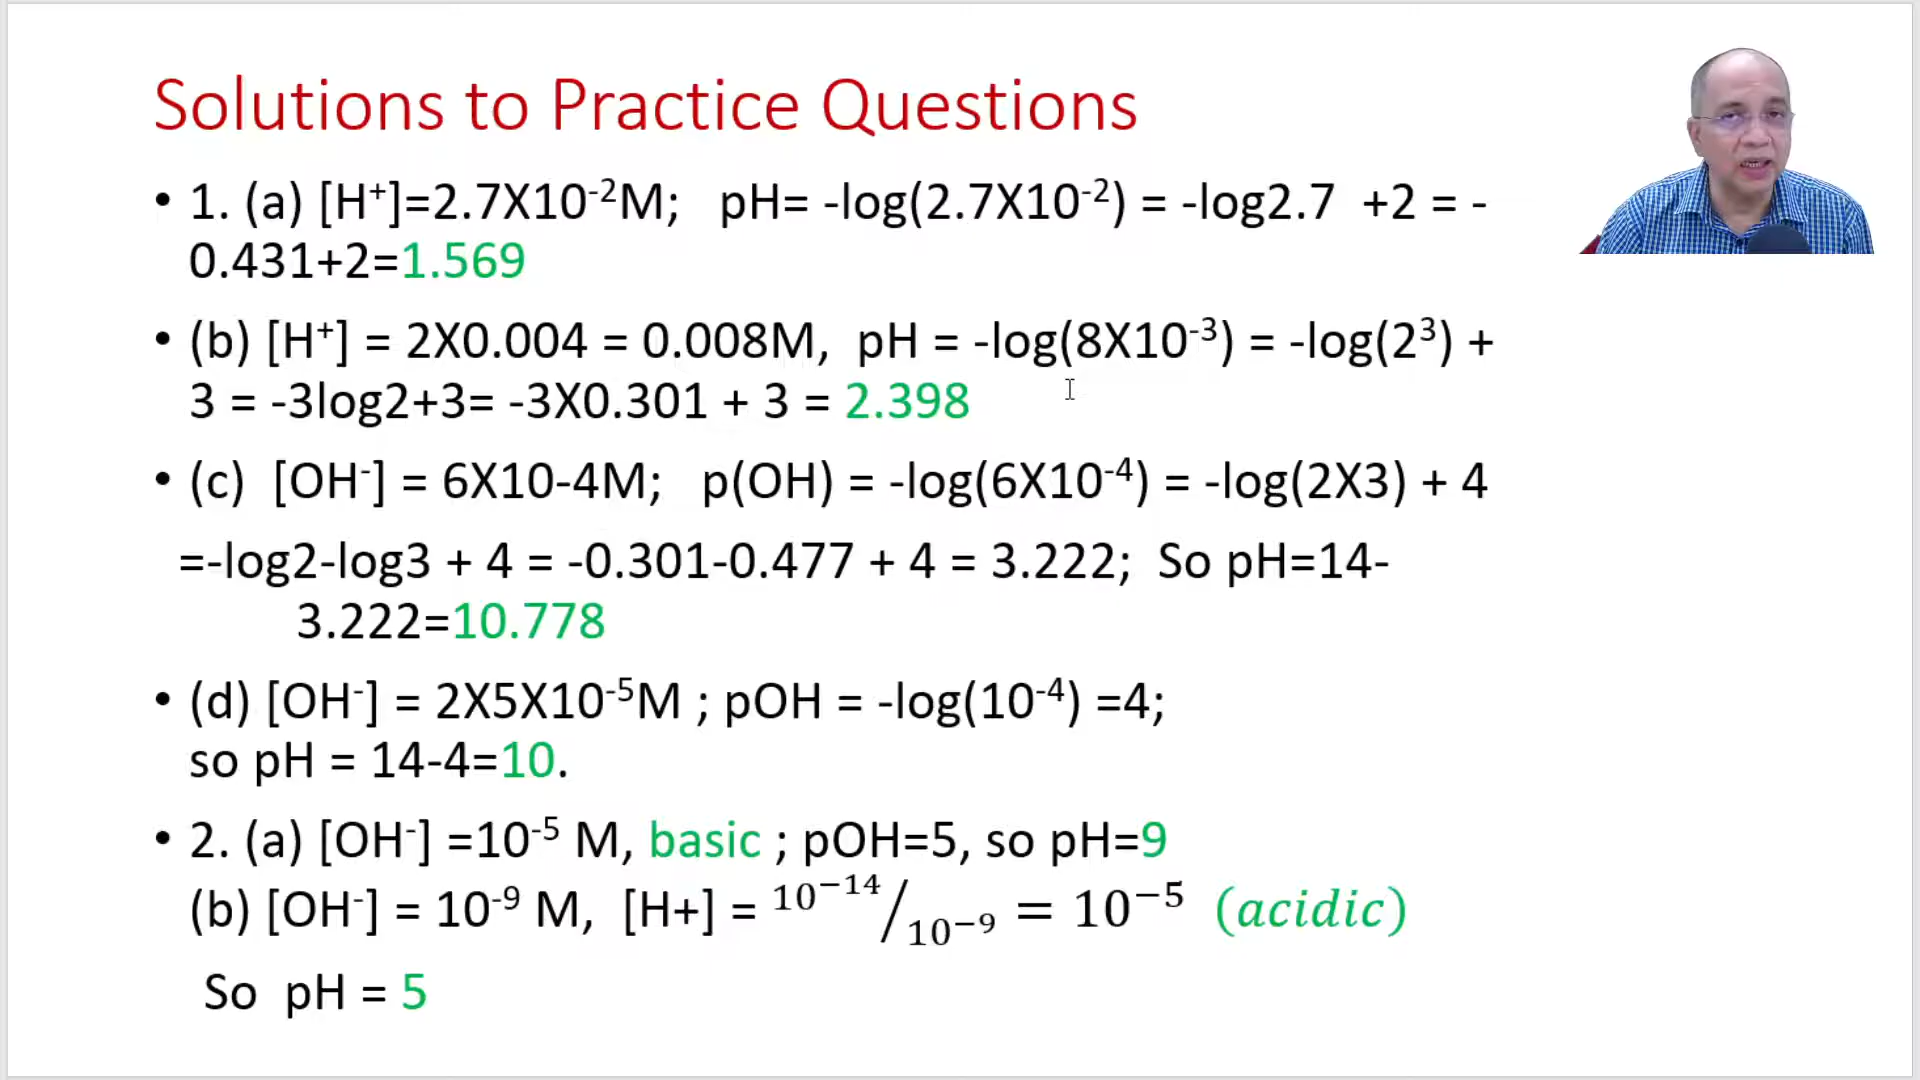 Solutions to Practice Questions
• 1. (a) [H⁺]=2.7X10⁻²M; pH= -log(2.7X10⁻²) = -log2.7 +2 = -
0.431+2=1.569
• (b) [H⁺] = 2X0.004 = 0.008M, pH = -log(8X10⁻³) = -log(2³) +
3 = -3log2+3= -3X0.301 + 3 = 2.398
• (c) [OH⁻] = 6X10-4M; p(OH) = -log(6X10⁻⁴) = -log(2X3) + 4
=-log2-log3 + 4 = -0.301-0.477 + 4 = 3.222; So pH=14-
3.222=10.778
• (d) [OH⁻] = 2X5X10⁻⁵M ; pOH = -log(10⁻⁴) =4;
so pH = 14-4=10.
• 2. (a) [OH⁻] =10⁻⁵ M, basic ; pOH=5, so pH=9
(b) [OH⁻] = 10⁻⁹ M, [H+] = 10⁻¹⁴/10⁻⁹ = 10⁻⁵ (acidic)
So pH = 5